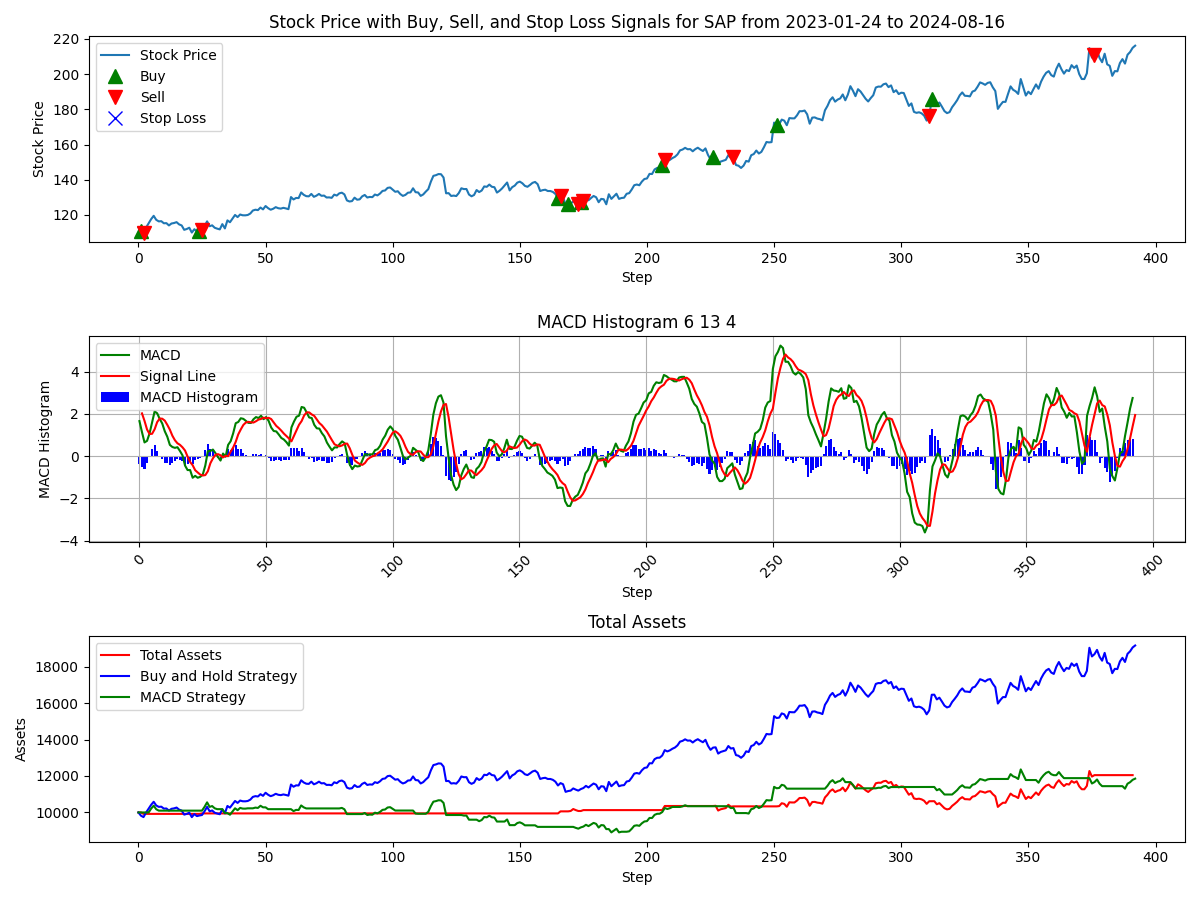 Stock Price with Buy, Sell, and Stop Loss Signals for SAP from 2023-01-24 to 2024-08-16
220
200
180
160
140
120
Stock Price
Stock Price
Buy
Sell
Stop Loss
0 50 100 150 200 250 300 350 400
Step
MACD Histogram 6 13 4
4
2
0
−2
−4
MACD Histogram
MACD
Signal Line
MACD Histogram
0 50 100 150 200 250 300 350 400
Step
Total Assets
18000
16000
14000
12000
10000
Assets
Total Assets
Buy and Hold Strategy
MACD Strategy
0 50 100 150 200 250 300 350 400
Step